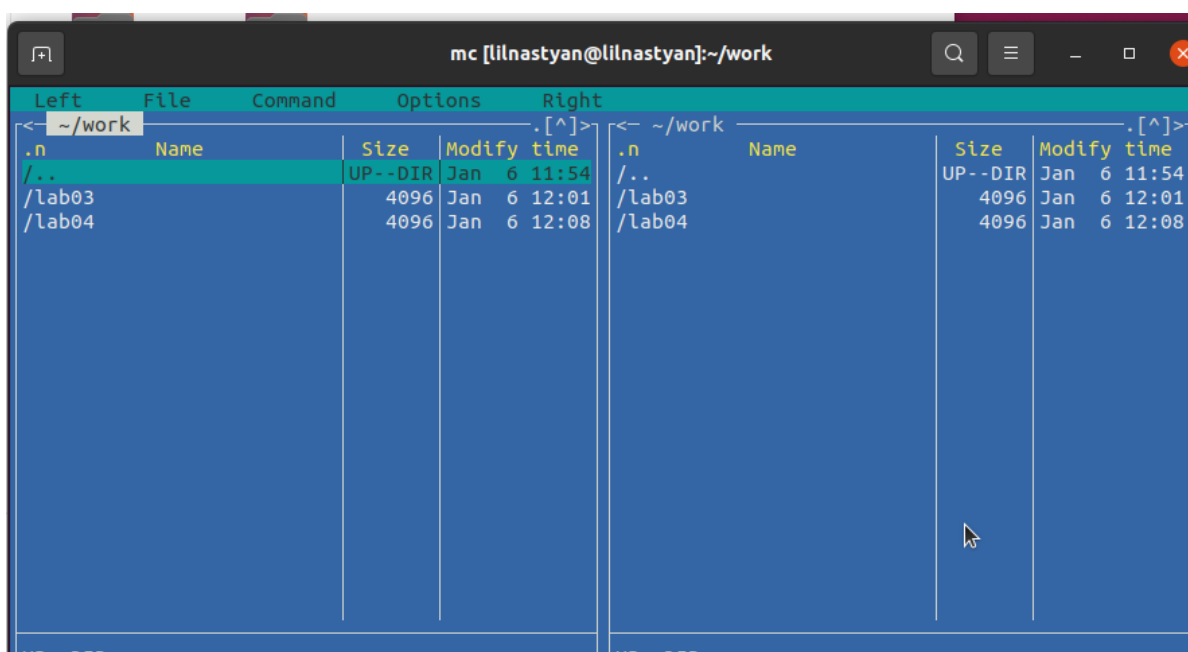 mc [lilnastyan@lilnastyan]:~/work
Left File Command Options Right
<─ ~/work ─.[^]>┐ <─ ~/work ─.[^]>
.n Name Size Modify time .n Name Size Modify time
/.. UP--DIR Jan 6 11:54 /.. UP--DIR Jan 6 11:54
/lab03 4096 Jan 6 12:01 /lab03 4096 Jan 6 12:01
/lab04 4096 Jan 6 12:08 /lab04 4096 Jan 6 12:08